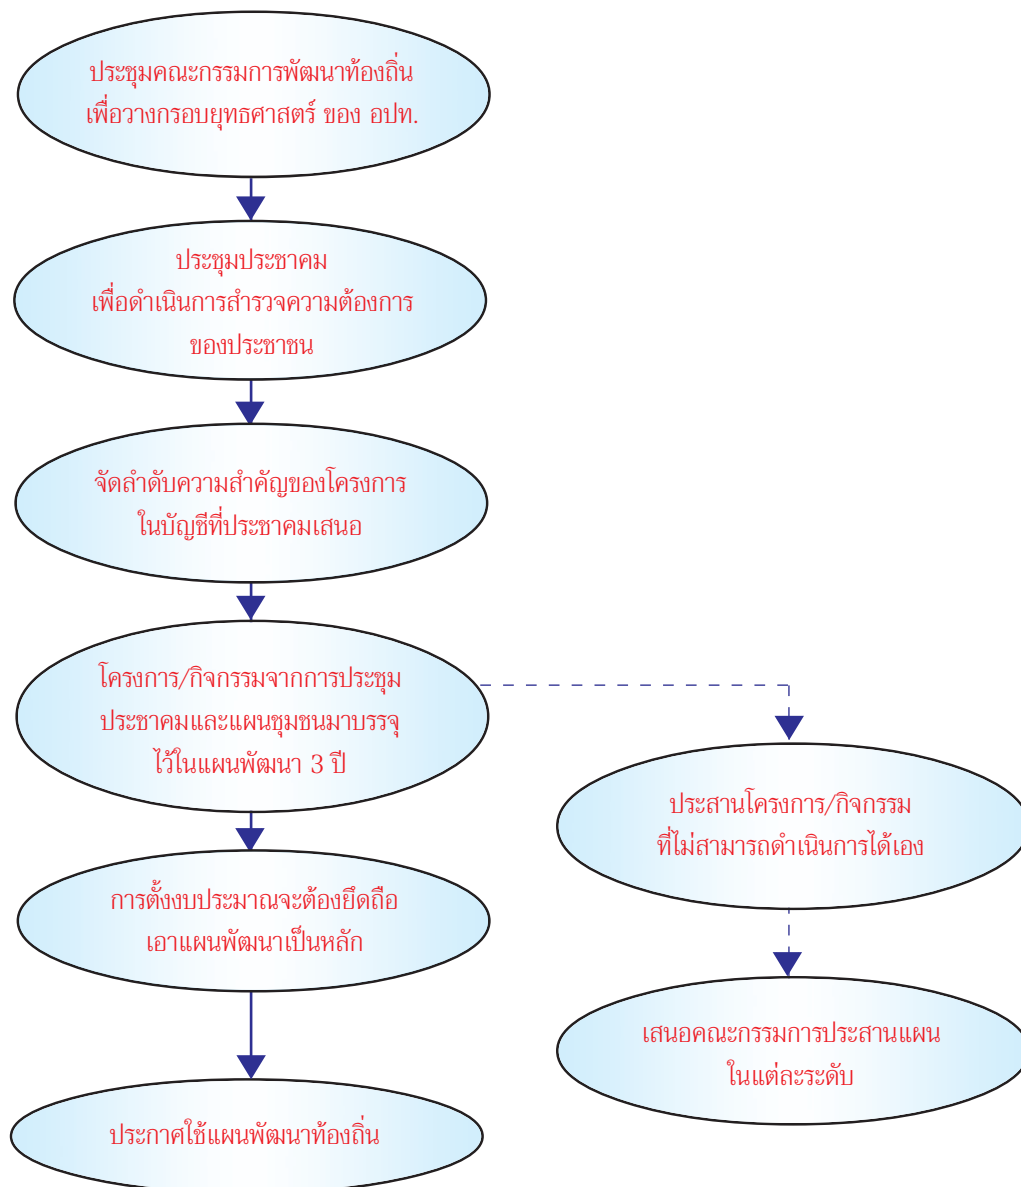 ประชุมคณะกรรมการพัฒนาท้องถิ่น
เพื่อวางกรอบยุทธศาสตร์ ของ อปท.
ประชุมประชาคม
เพื่อดำเนินการสำรวจความต้องการ
ของประชาชน
จัดลำดับความสำคัญของโครงการ
ในบัญชีที่ประชาคมเสนอ
โครงการ/กิจกรรมจากการประชุม
ประชาคมและแผนชุมชนมาบรรจุ
ไว้ในแผนพัฒนา 3 ปี
การตั้งงบประมาณจะต้องยึดถือ
เอาแผนพัฒนาเป็นหลัก
ประกาศใช้แผนพัฒนาท้องถิ่น
ประสานโครงการ/กิจกรรม
ที่ไม่สามารถดำเนินการได้เอง
เสนอคณะกรรมการประสานแผน
ในแต่ละระดับ